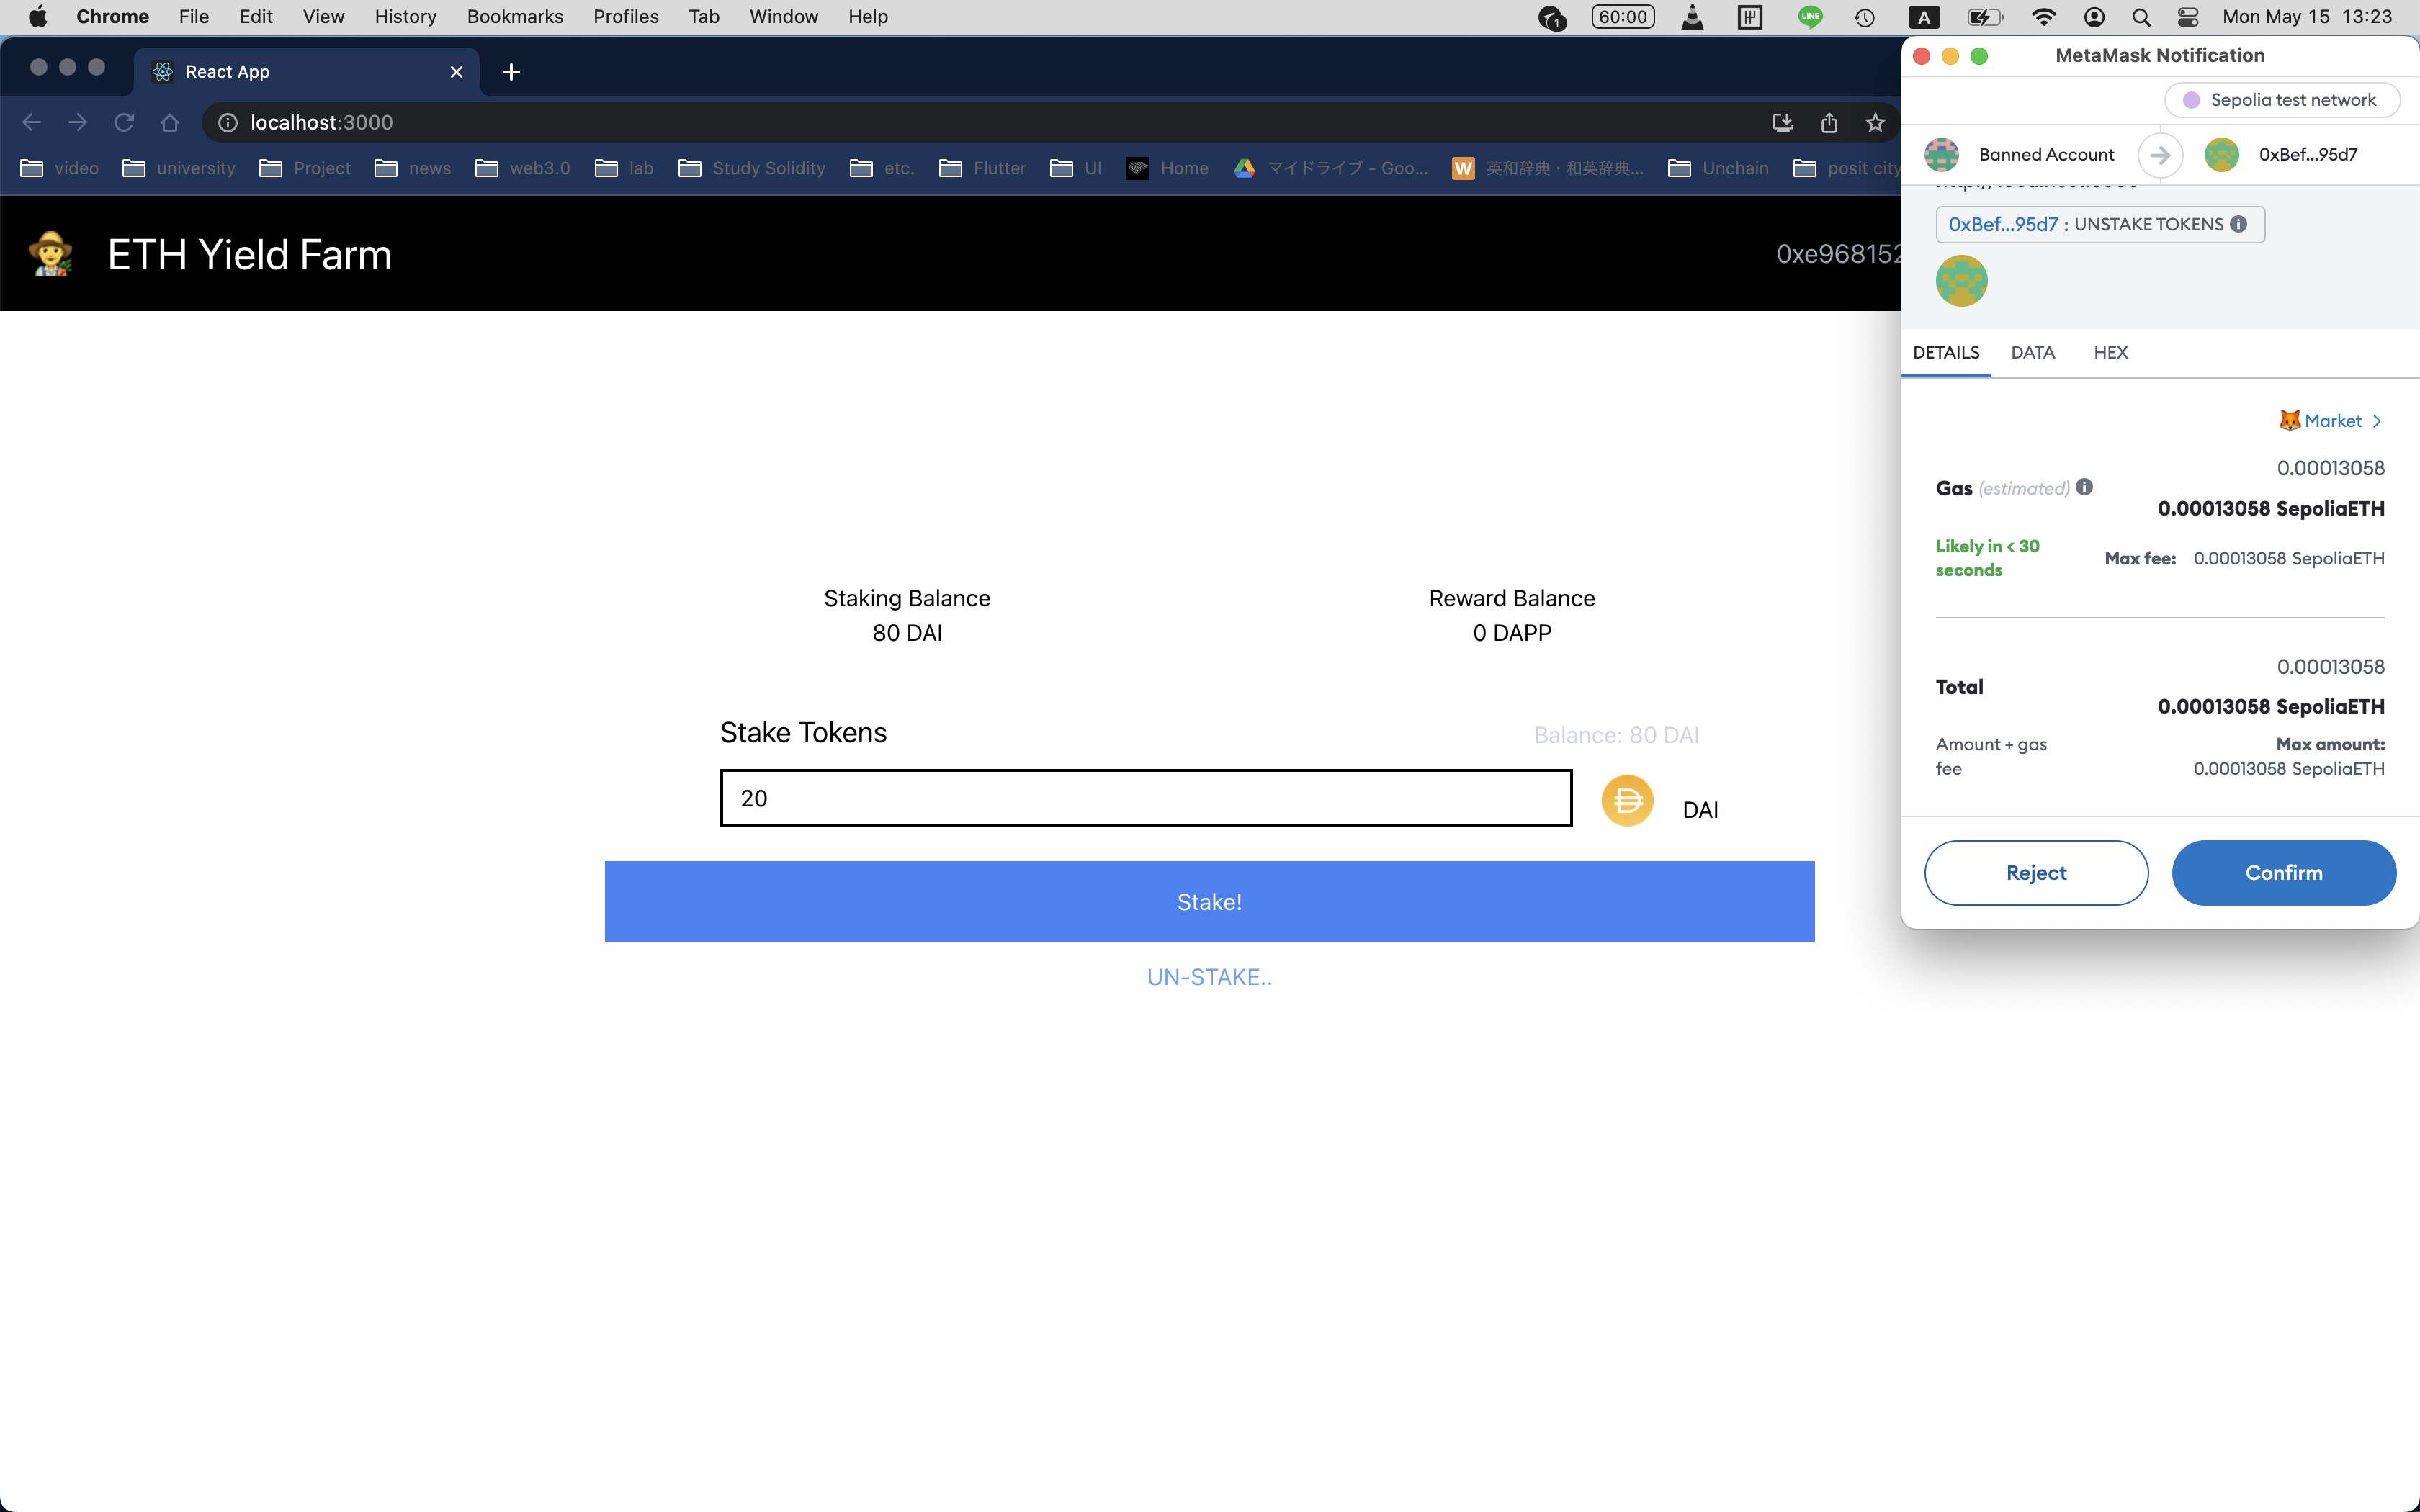 Chrome File Edit View History Bookmarks Profiles Tab Window Help 1 60:00 LINE A Mon May 15 13:23
React App
localhost:3000
video university Project news web3.0 lab Study Solidity etc. Flutter UI Home マイドライブ - Goo... W 英和辞典・和英辞典... Unchain posit city
ETH Yield Farm 0xe968152
Staking Balance Reward Balance
80 DAI 0 DAPP
Stake Tokens Balance: 80 DAI
20 DAI
Stake!
UN-STAKE..
MetaMask Notification
Sepolia test network
Banned Account 0xBef...95d7
http://localhost:3000
0xBef...95d7 : UNSTAKE TOKENS
DETAILS DATA HEX
Market >
0.00013058
Gas (estimated) 0.00013058 SepoliaETH
Likely in < 30 seconds Max fee: 0.00013058 SepoliaETH
0.00013058
Total 0.00013058 SepoliaETH
Amount + gas fee Max amount: 0.00013058 SepoliaETH
Reject Confirm